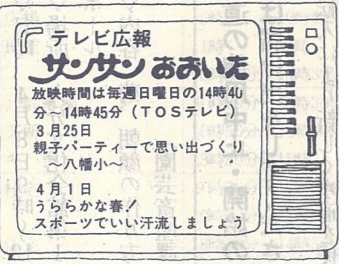 テレビ広報
サンサン おおいた
放映時間は毎週日曜日の14時40
分〜14時45分（TOSテレビ）
3月25日
親子パーティーで思い出づくり
〜八幡小〜
4月1日
うららかな春！
スポーツでいい汗流しましょう